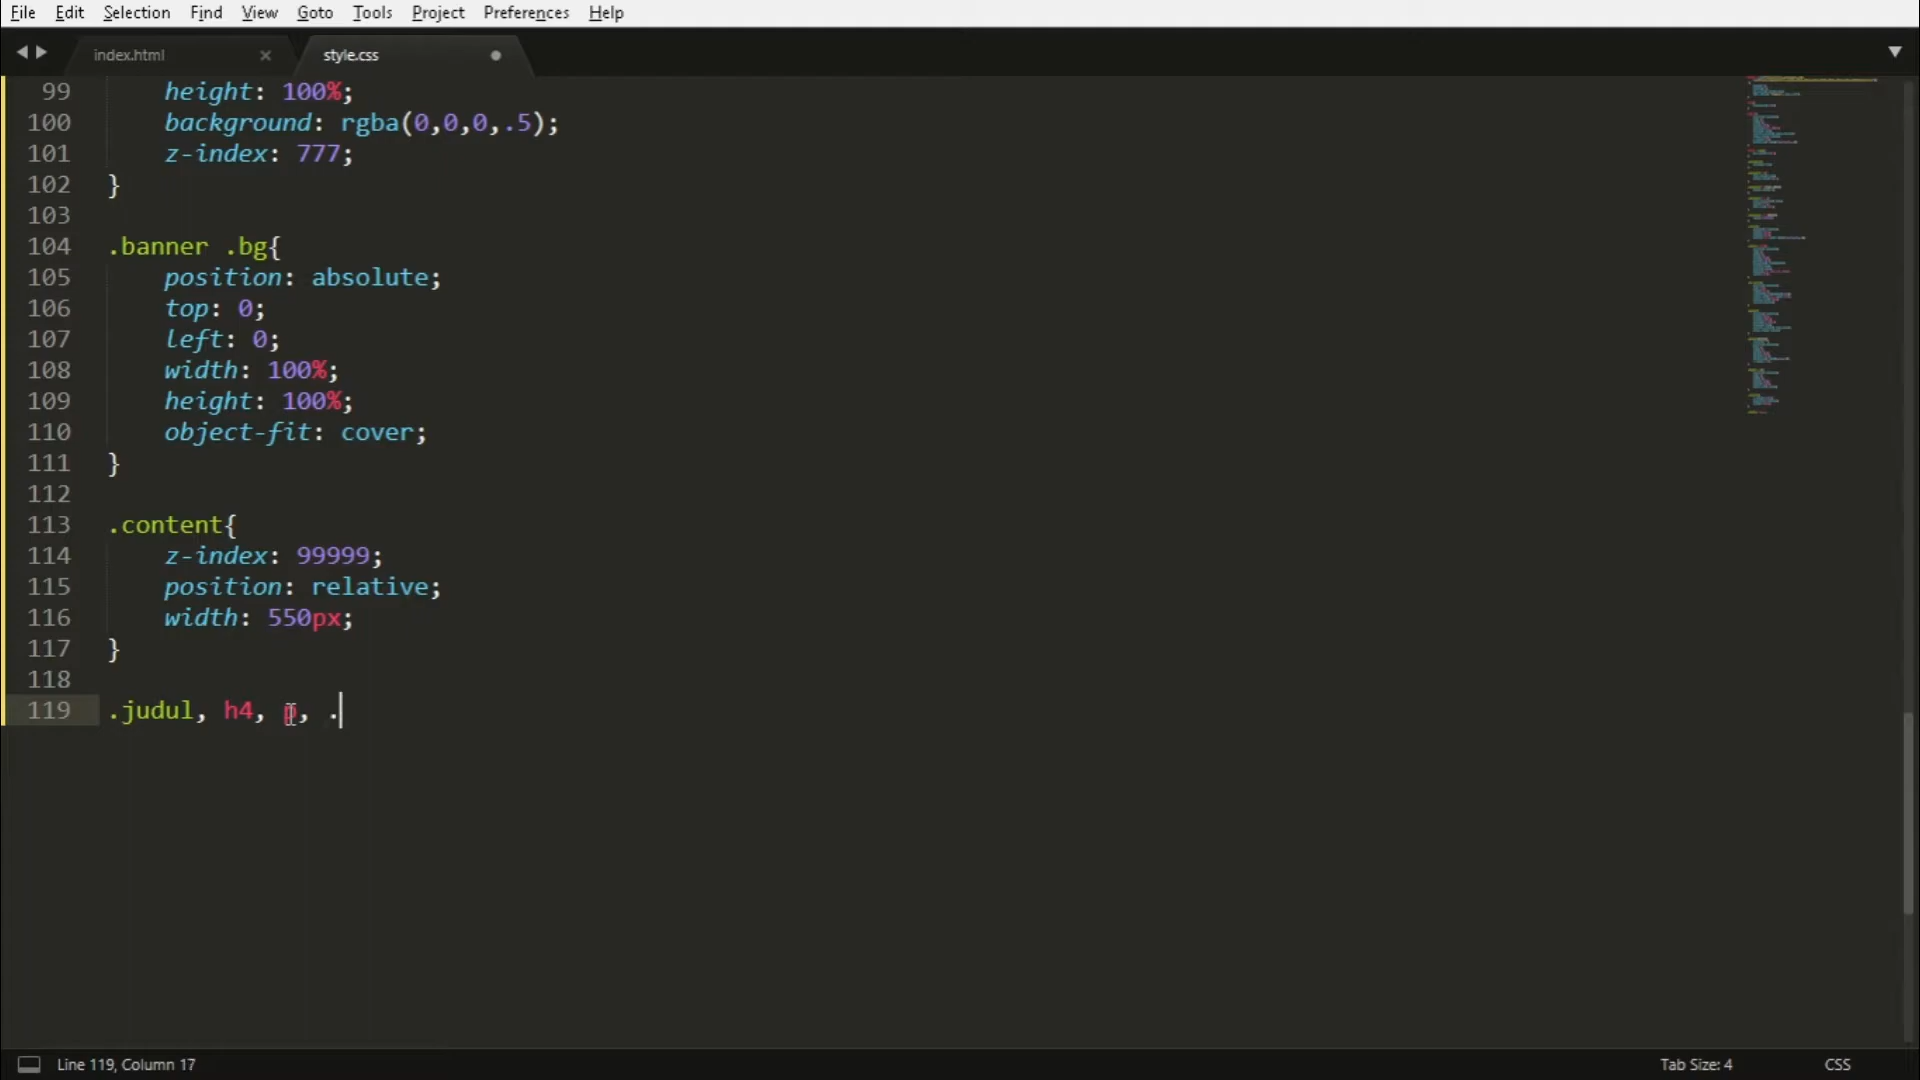 File Edit Selection Find View Goto Tools Project Preferences Help
index.html style.css
99 height: 100%;
100 background: rgba(0,0,0,.5);
101 z-index: 777;
102 }
103
104 .banner .bg{
105 position: absolute;
106 top: 0;
107 left: 0;
108 width: 100%;
109 height: 100%;
110 object-fit: cover;
111 }
112
113 .content{
114 z-index: 99999;
115 position: relative;
116 width: 550px;
117 }
118
119 .judul, h4, p, .
Line 119, Column 17 Tab Size: 4 CSS